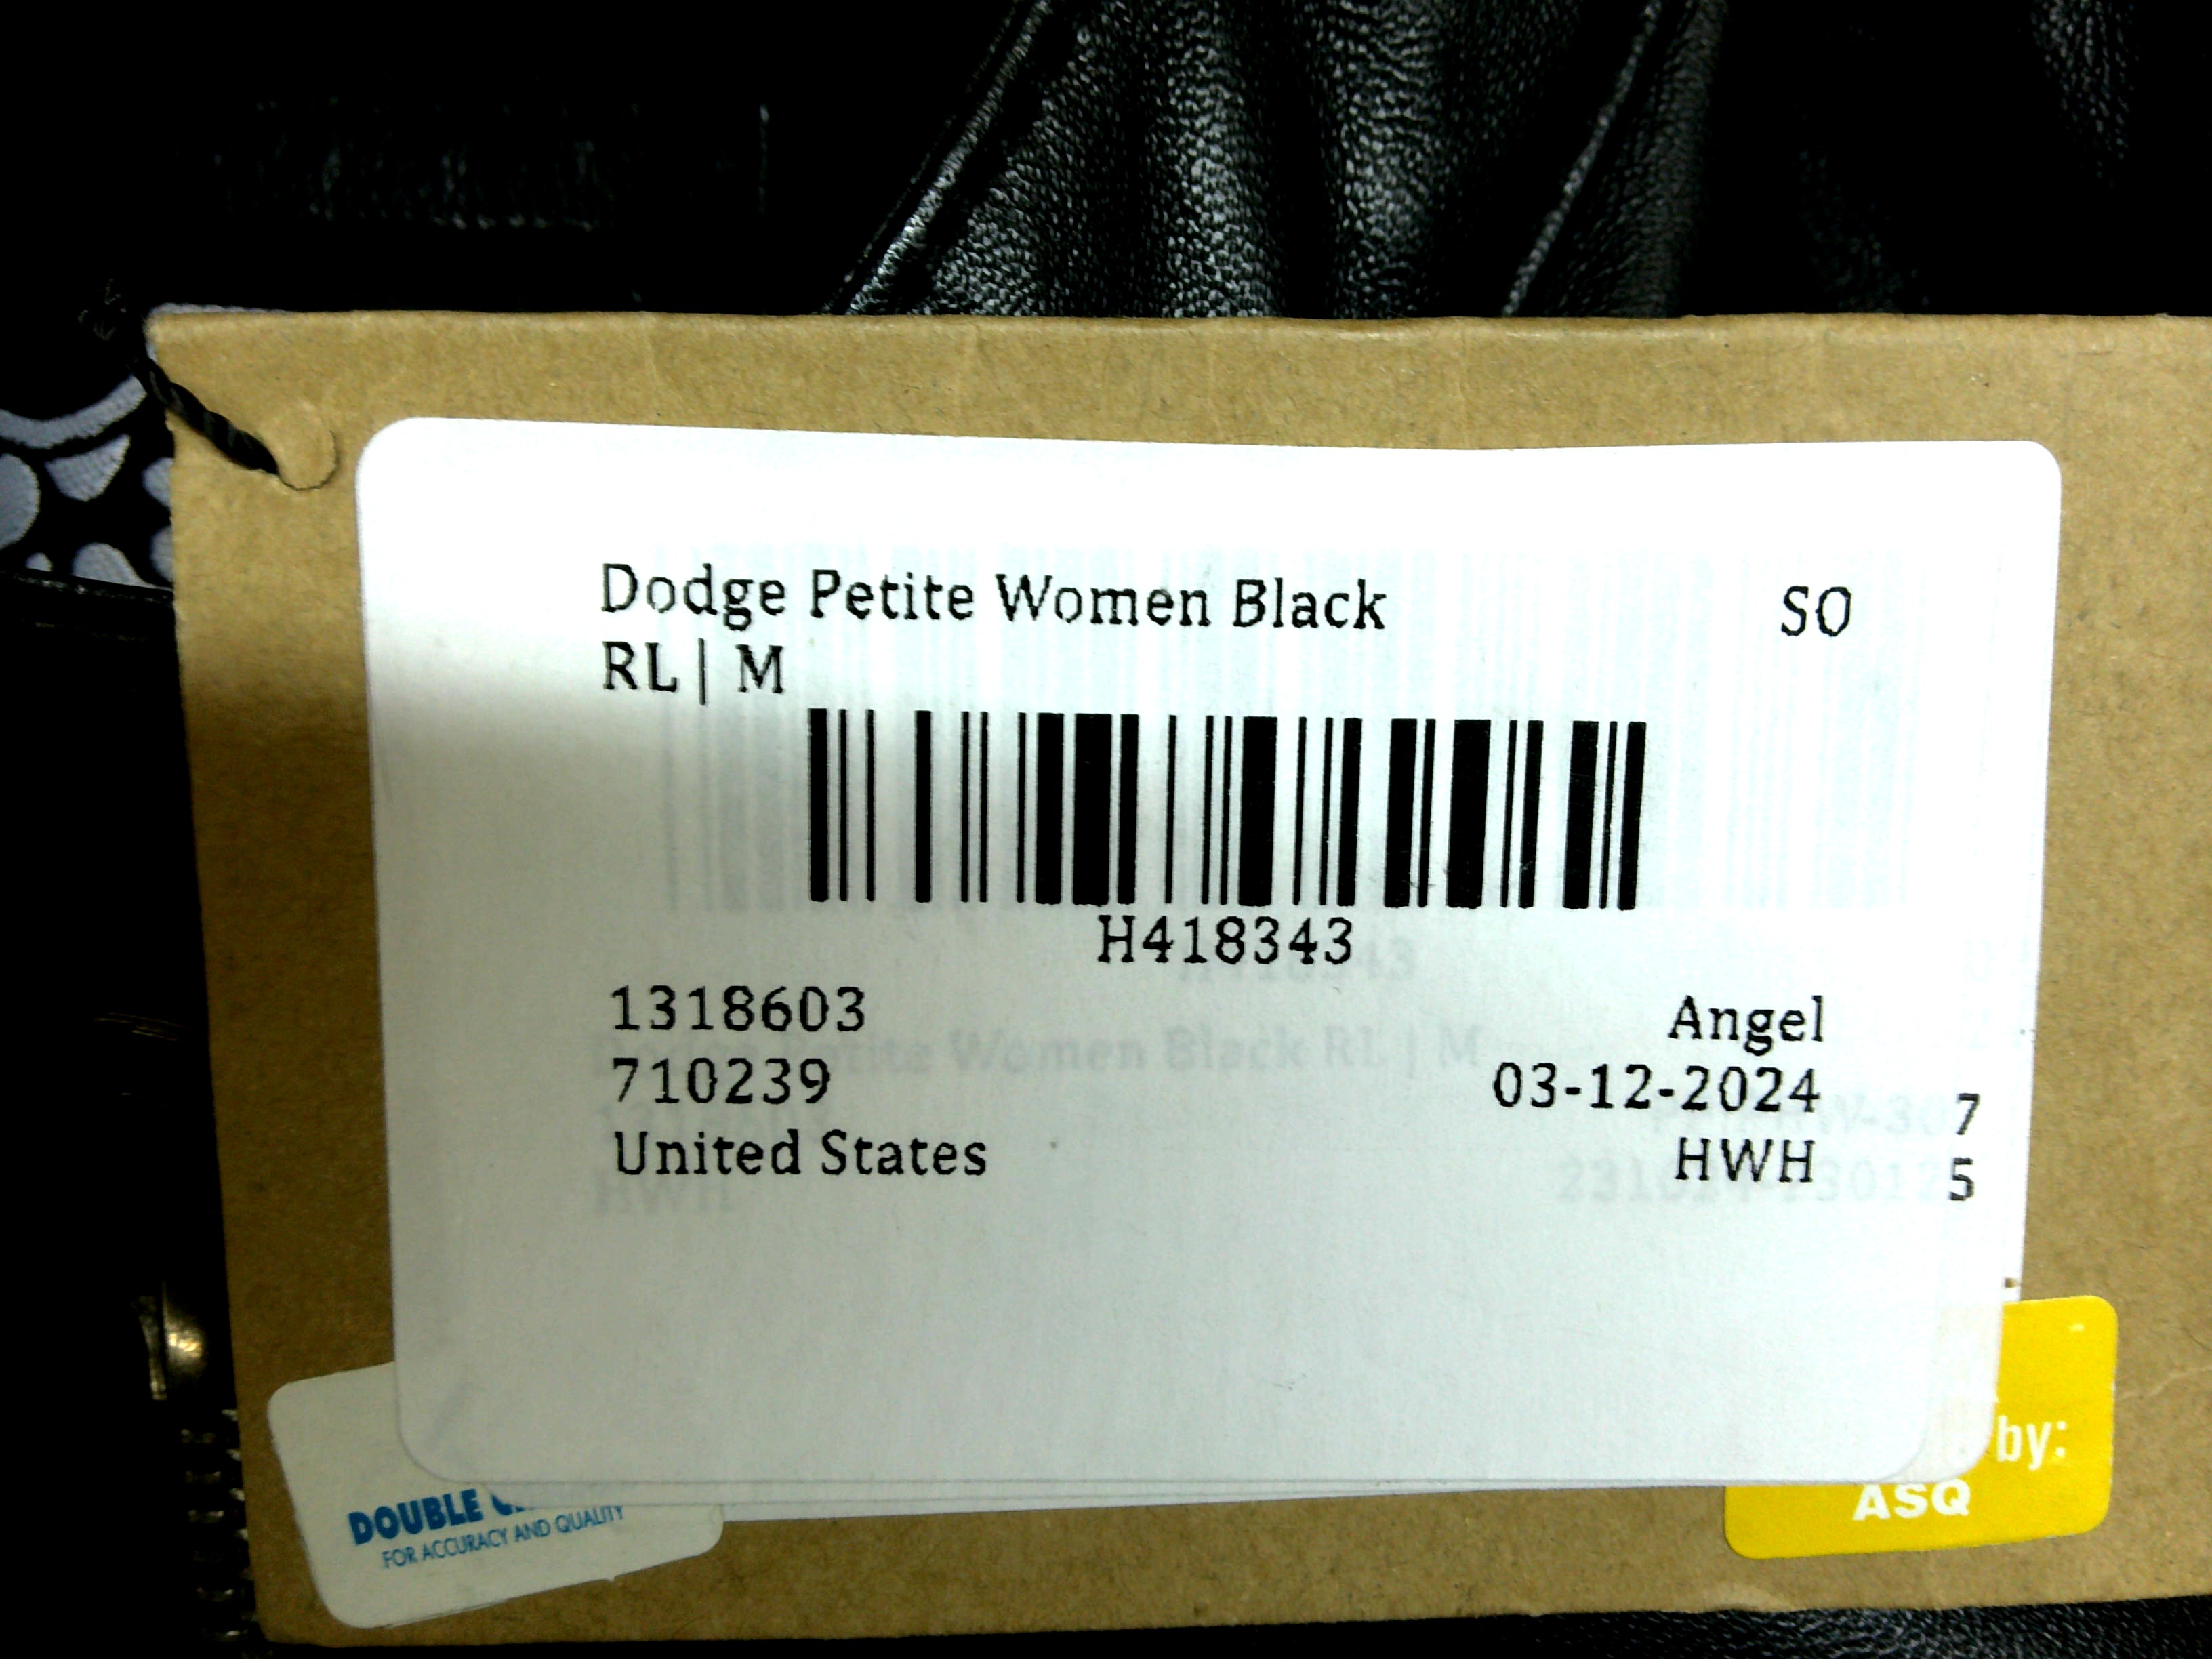 Dodge Petite Women Black SO
RL | M
H418343
1318603 Angel
710239 03-12-2024 7
United States HWH 5
by:
DOUBLE
ASQ
FOR ACCURACY AND QUALITY